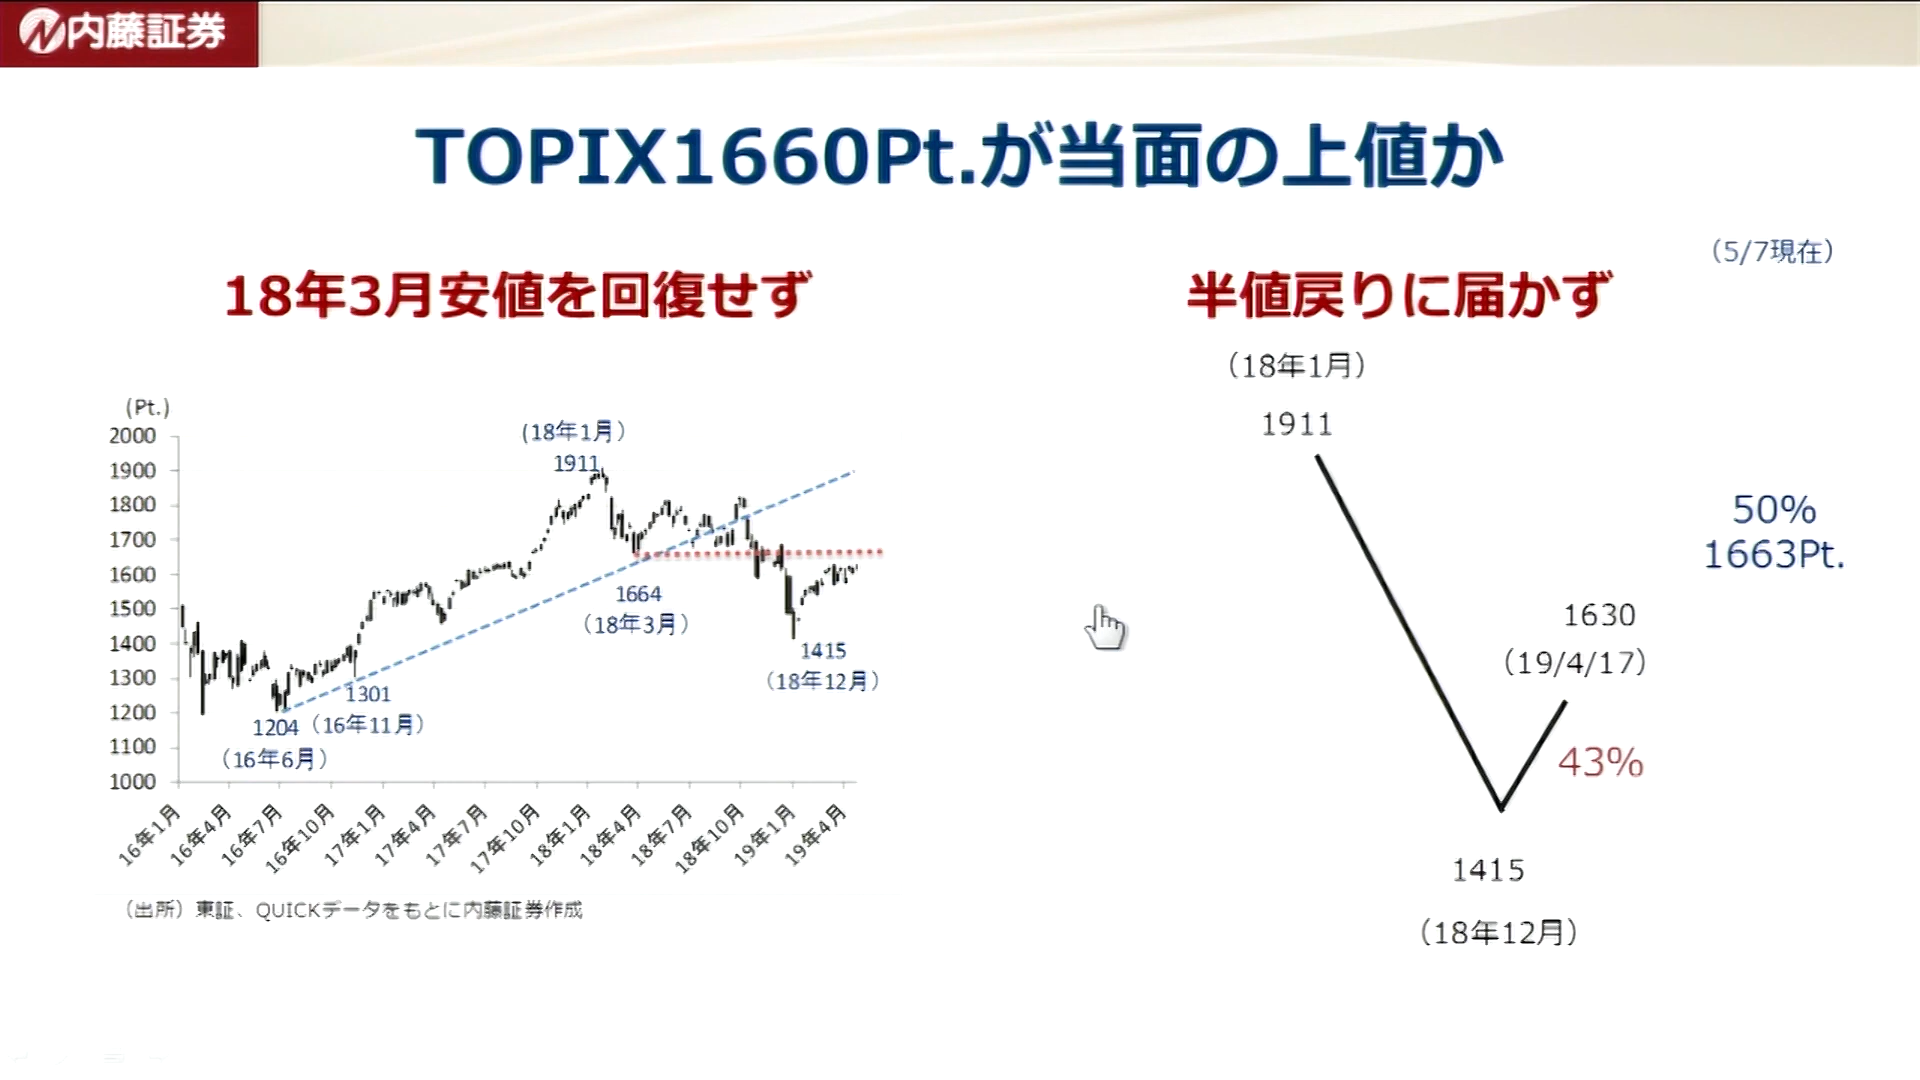 内藤証券
TOPIX1660Pt.が当面の上値か
(5/7現在)
18年3月安値を回復せず
(Pt.)
2000
1900
1800
1700
1600
1500
1400
1300
1200
1100
1000
(18年1月)
1911
1664
(18年3月)
1415
(18年12月)
1301
(16年11月)
1204
(16年6月)
16年1月
16年4月
16年7月
16年10月
17年1月
17年4月
17年7月
17年10月
18年1月
18年4月
18年7月
18年10月
19年1月
19年4月
(出所)東証、QUICKデータをもとに内藤証券作成
半値戻りに届かず
(18年1月)
1911
50%
1663Pt.
1630
(19/4/17)
43%
1415
(18年12月)